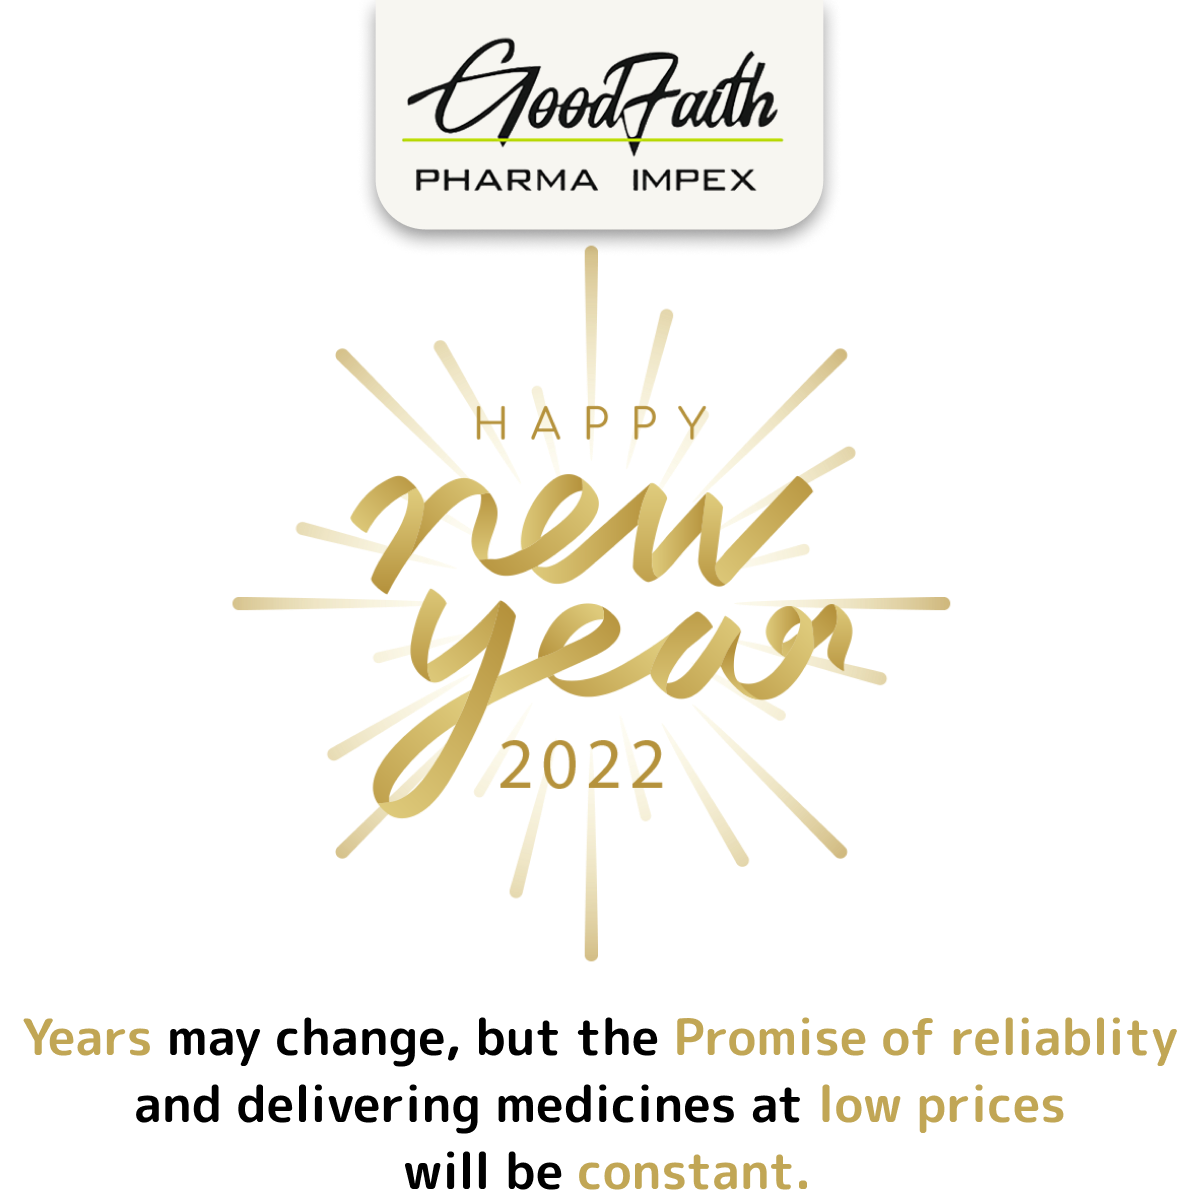 GoodFaith
PHARMA IMPEX
HAPPY
new
year
2022
Years may change, but the Promise of reliablity
and delivering medicines at low prices
will be constant.